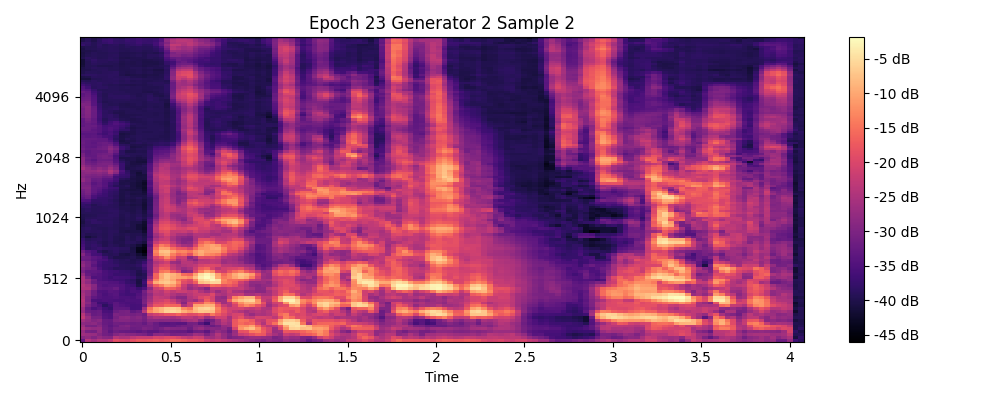 Epoch 23 Generator 2 Sample 2
Hz
4096
2048
1024
512
0
0 0.5 1 1.5 2 2.5 3 3.5 4
Time
-5 dB
-10 dB
-15 dB
-20 dB
-25 dB
-30 dB
-35 dB
-40 dB
-45 dB